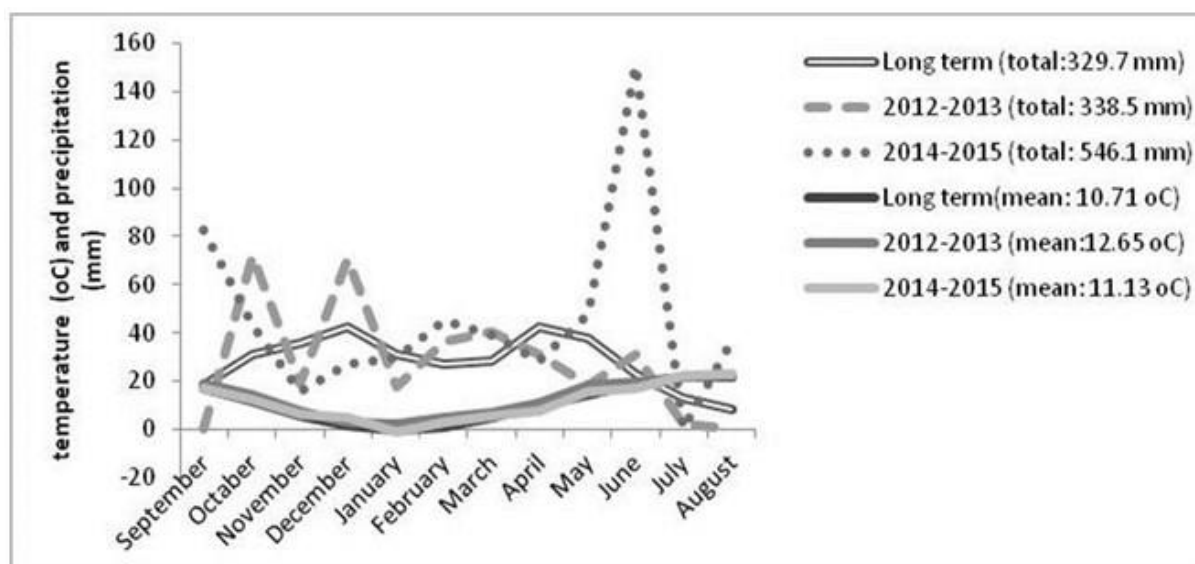 temperature (oC) and precipitation
(mm)
160
140
120
100
80
60
40
20
0
-20
September
Octaber
November
December
January
February
March
April
May
June
July
August
Long term (total:329.7 mm)
2012-2013 (total: 338.5 mm)
2014-2015 (total: 546.1 mm)
Long term(mean: 10.71 oC)
2012-2013 (mean:12.65 oC)
2014-2015 (mean:11.13 oC)